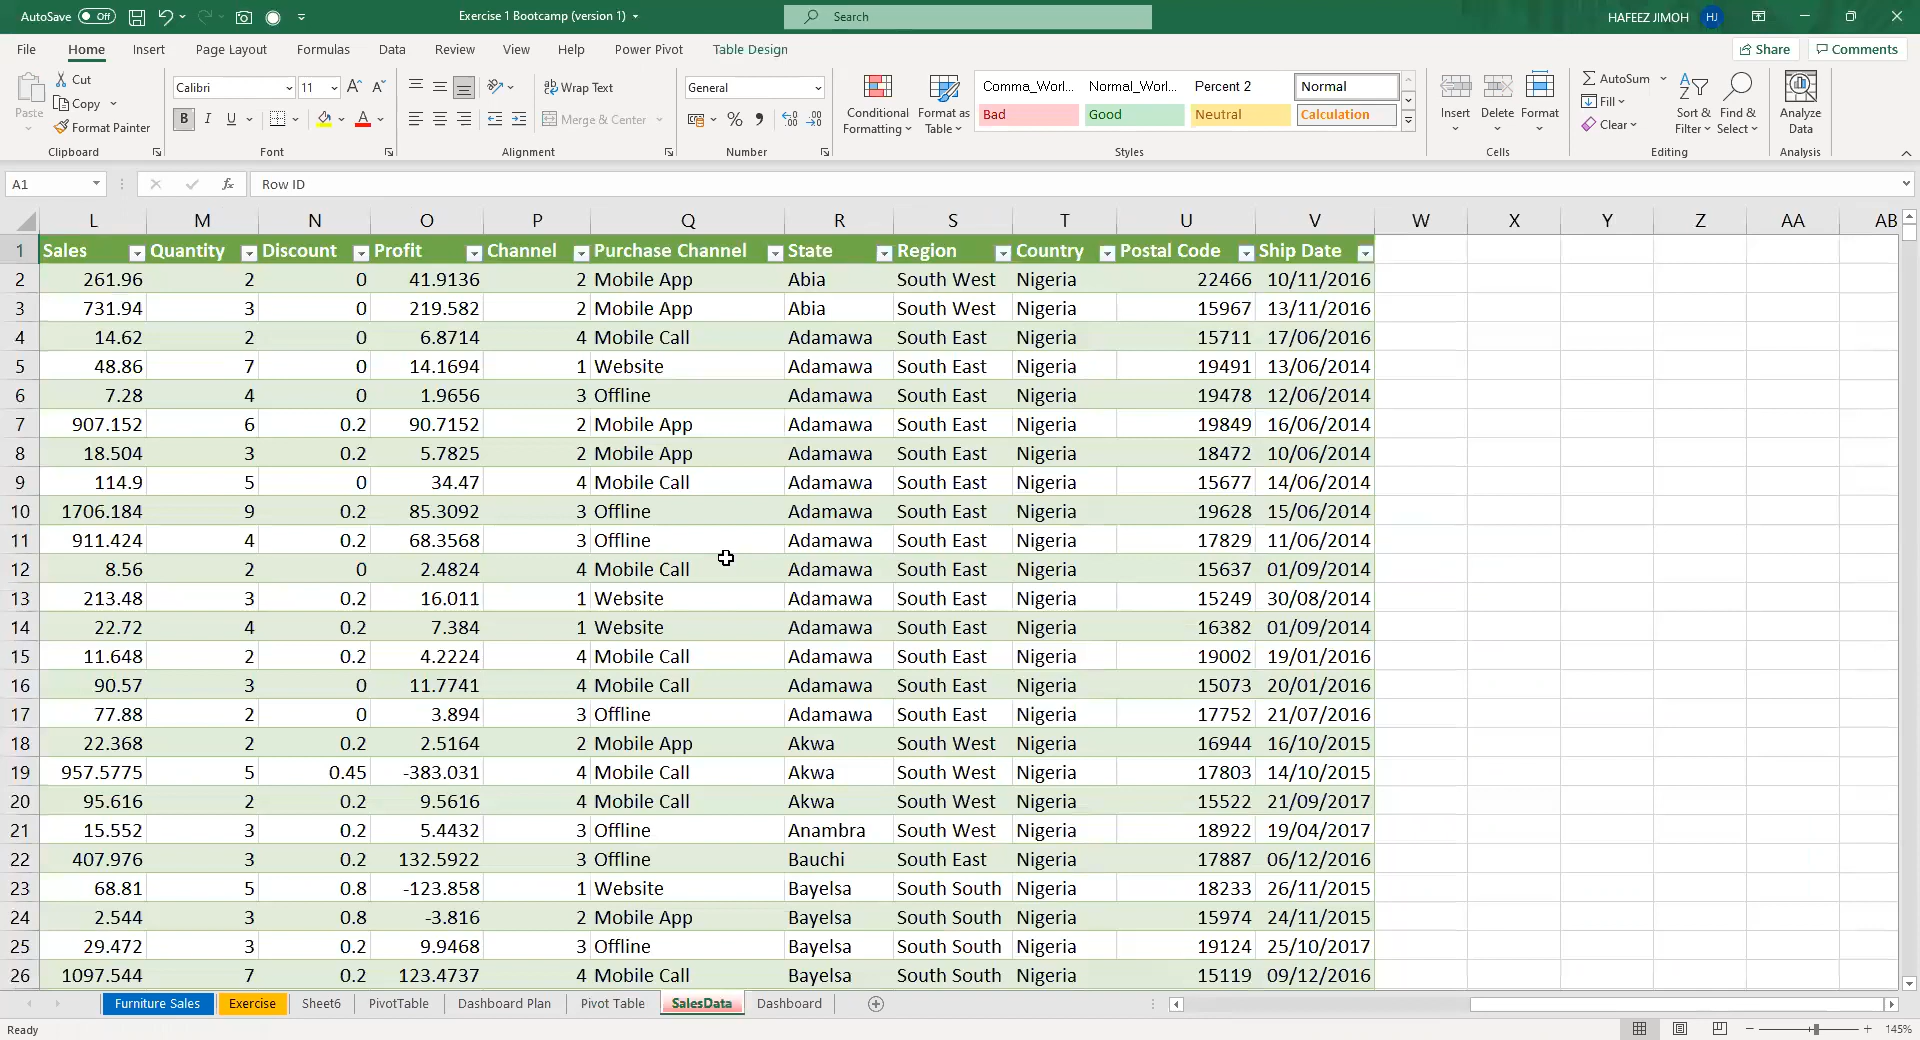 AutoSave Off Exercise 1 Bootcamp (version 1) Search HAFEEZ JIMOH HJ
File Home Insert Page Layout Formulas Data Review View Help Power Pivot Table Design Share Comments
Paste Cut Copy Format Painter
Calibri 11 B I U A
Wrap Text Merge & Center
General % 9
Conditional Formatting Format as Table
Comma_Worl... Normal_Worl... Percent 2 Normal
Bad Good Neutral Calculation
Insert Delete Format
AutoSum Fill Clear
Sort & Filter Find & Select
Analyze Data
Clipboard Font Alignment Number Styles Cells Editing Analysis
A1 fx Row ID
L M N O P Q R S T U V W X Y Z AA AB
1 Sales Quantity Discount Profit Channel Purchase Channel State Region Country Postal Code Ship Date
2 261.96 2 0 41.9136 2 Mobile App Abia South West Nigeria 22466 10/11/2016
3 731.94 3 0 219.582 2 Mobile App Abia South West Nigeria 15967 13/11/2016
4 14.62 2 0 6.8714 4 Mobile Call Adamawa South East Nigeria 15711 17/06/2016
5 48.86 7 0 14.1694 1 Website Adamawa South East Nigeria 19491 13/06/2014
6 7.28 4 0 1.9656 3 Offline Adamawa South East Nigeria 19478 12/06/2014
7 907.152 6 0.2 90.7152 2 Mobile App Adamawa South East Nigeria 19849 16/06/2014
8 18.504 3 0.2 5.7825 2 Mobile App Adamawa South East Nigeria 18472 10/06/2014
9 114.9 5 0 34.47 4 Mobile Call Adamawa South East Nigeria 15677 14/06/2014
10 1706.184 9 0.2 85.3092 3 Offline Adamawa South East Nigeria 19628 15/06/2014
11 911.424 4 0.2 68.3568 3 Offline Adamawa South East Nigeria 17829 11/06/2014
12 8.56 2 0 2.4824 4 Mobile Call Adamawa South East Nigeria 15637 01/09/2014
13 213.48 3 0.2 16.011 1 Website Adamawa South East Nigeria 15249 30/08/2014
14 22.72 4 0.2 7.384 1 Website Adamawa South East Nigeria 16382 01/09/2014
15 11.648 2 0.2 4.2224 4 Mobile Call Adamawa South East Nigeria 19002 19/01/2016
16 90.57 3 0 11.7741 4 Mobile Call Adamawa South East Nigeria 15073 20/01/2016
17 77.88 2 0 3.894 3 Offline Adamawa South East Nigeria 17752 21/07/2016
18 22.368 2 0.2 2.5164 2 Mobile App Akwa South West Nigeria 16944 16/10/2015
19 957.5775 5 0.45 -383.031 4 Mobile Call Akwa South West Nigeria 17803 14/10/2015
20 95.616 2 0.2 9.5616 4 Mobile Call Akwa South West Nigeria 15522 21/09/2017
21 15.552 3 0.2 5.4432 3 Offline Anambra South West Nigeria 18922 19/04/2017
22 407.976 3 0.2 132.5922 3 Offline Bauchi South East Nigeria 17887 06/12/2016
23 68.81 5 0.8 -123.858 1 Website Bayelsa South South Nigeria 18233 26/11/2015
24 2.544 3 0.8 -3.816 2 Mobile App Bayelsa South South Nigeria 15974 24/11/2015
25 29.472 3 0.2 9.9468 3 Offline Bayelsa South South Nigeria 19124 25/10/2017
26 1097.544 7 0.2 123.4737 4 Mobile Call Bayelsa South South Nigeria 15119 09/12/2016
Furniture Sales Exercise Sheet6 PivotTable Dashboard Plan Pivot Table SalesData Dashboard
Ready 145%